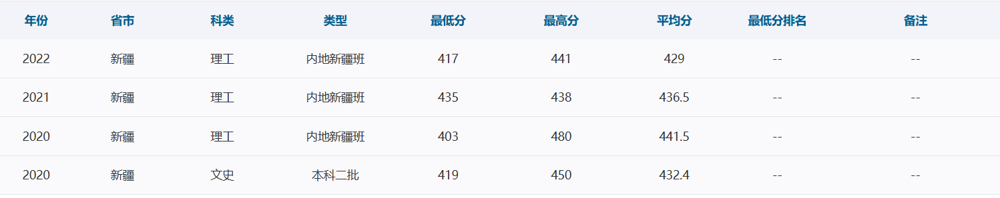 年份 省市 科类 类型 最低分 最高分 平均分 最低分排名 备注
2022 新疆 理工 内地新疆班 417 441 429 -- --
2021 新疆 理工 内地新疆班 435 438 436.5 -- --
2020 新疆 理工 内地新疆班 403 480 441.5 -- --
2020 新疆 文史 本科二批 419 450 432.4 -- --